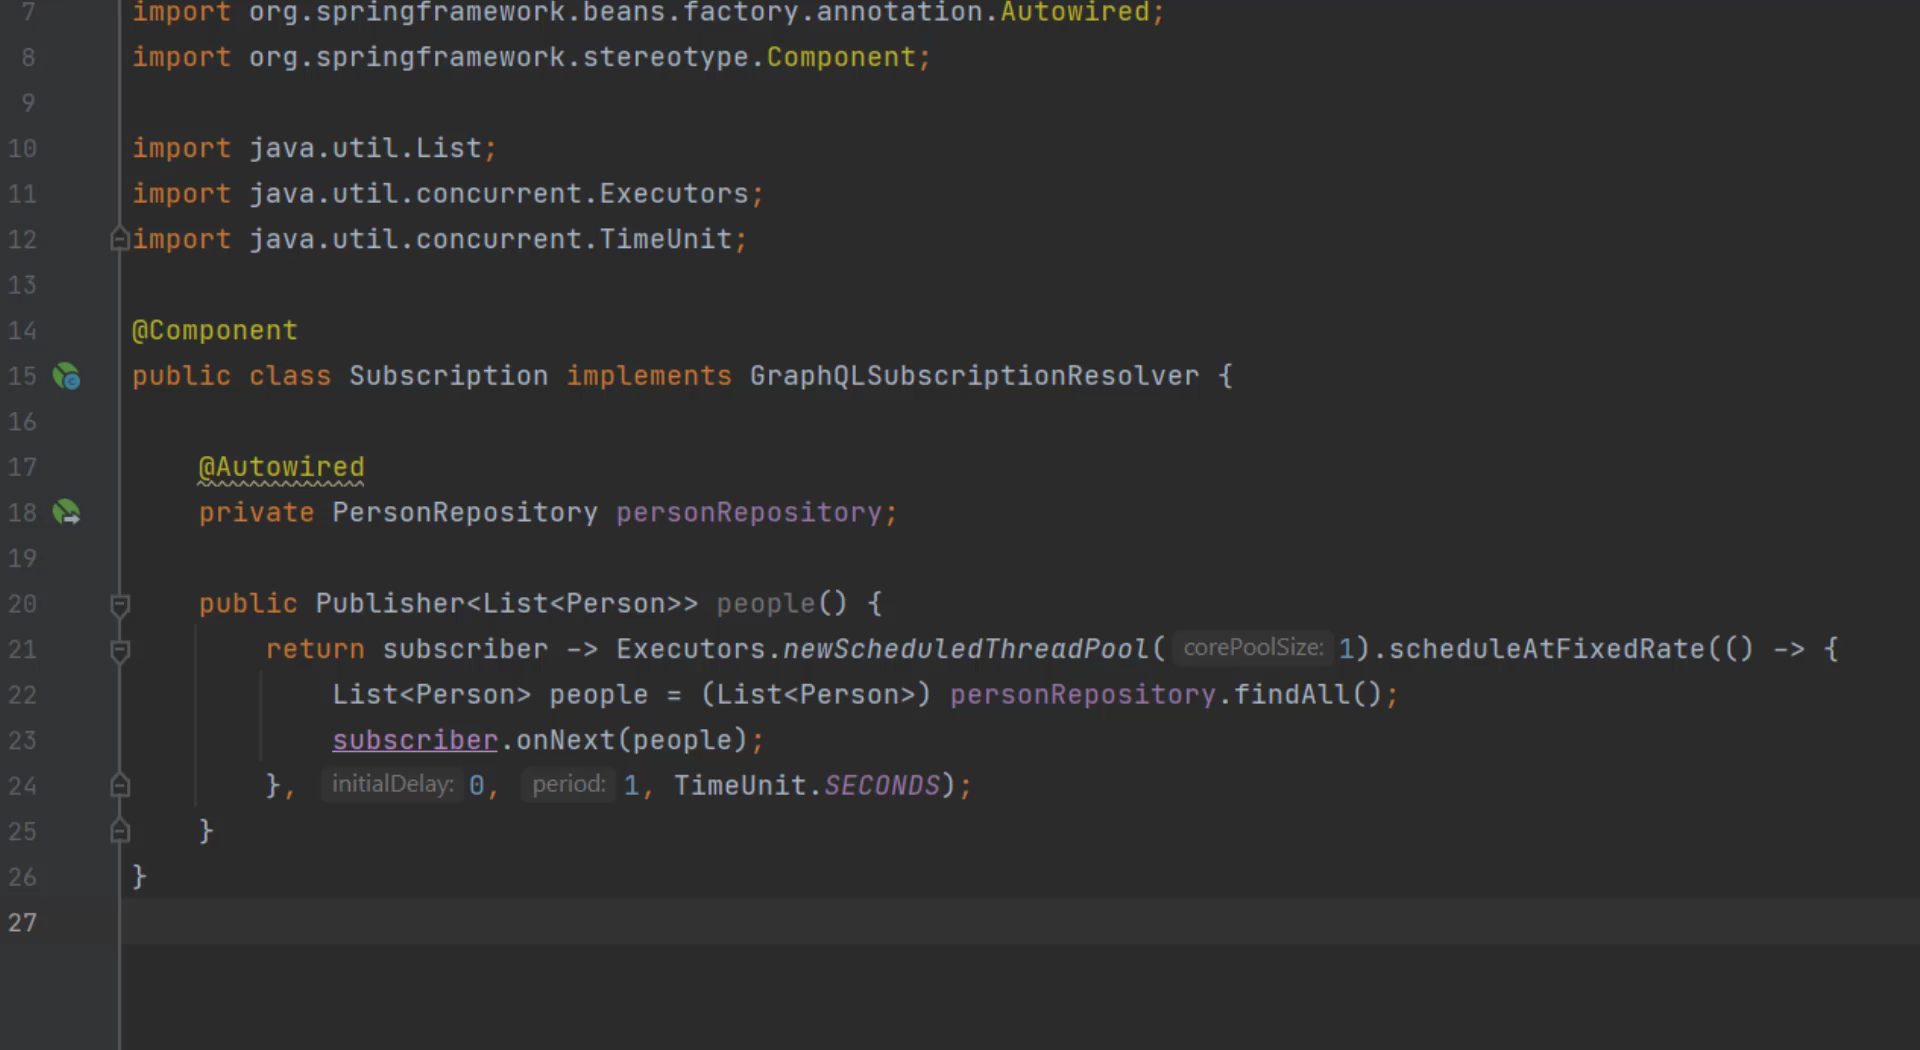 7 import org.springframework.beans.factory.annotation.Autowired;
8 import org.springframework.stereotype.Component;
9
10 import java.util.List;
11 import java.util.concurrent.Executors;
12 import java.util.concurrent.TimeUnit;
13
14 @Component
15 public class Subscription implements GraphQLSubscriptionResolver {
16
17     @Autowired
18     private PersonRepository personRepository;
19
20     public Publisher<List<Person>> people() {
21         return subscriber -> Executors.newScheduledThreadPool( corePoolSize: 1).scheduleAtFixedRate(() -> {
22             List<Person> people = (List<Person>) personRepository.findAll();
23             subscriber.onNext(people);
24         }, initialDelay: 0, period: 1, TimeUnit.SECONDS);
25     }
26 }
27